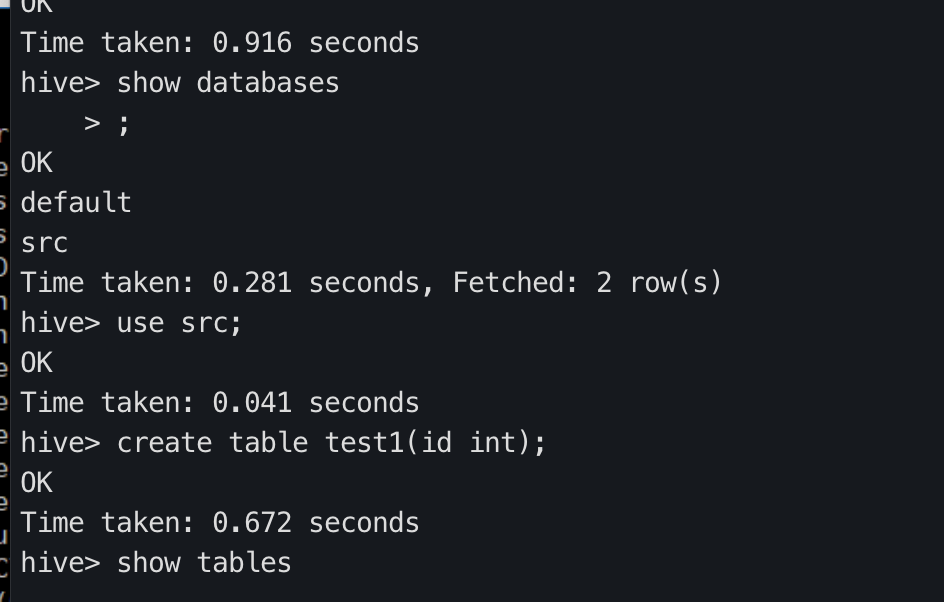 OK
Time taken: 0.916 seconds
hive> show databases
    > ;
OK
default
src
Time taken: 0.281 seconds, Fetched: 2 row(s)
hive> use src;
OK
Time taken: 0.041 seconds
hive> create table test1(id int);
OK
Time taken: 0.672 seconds
hive> show tables